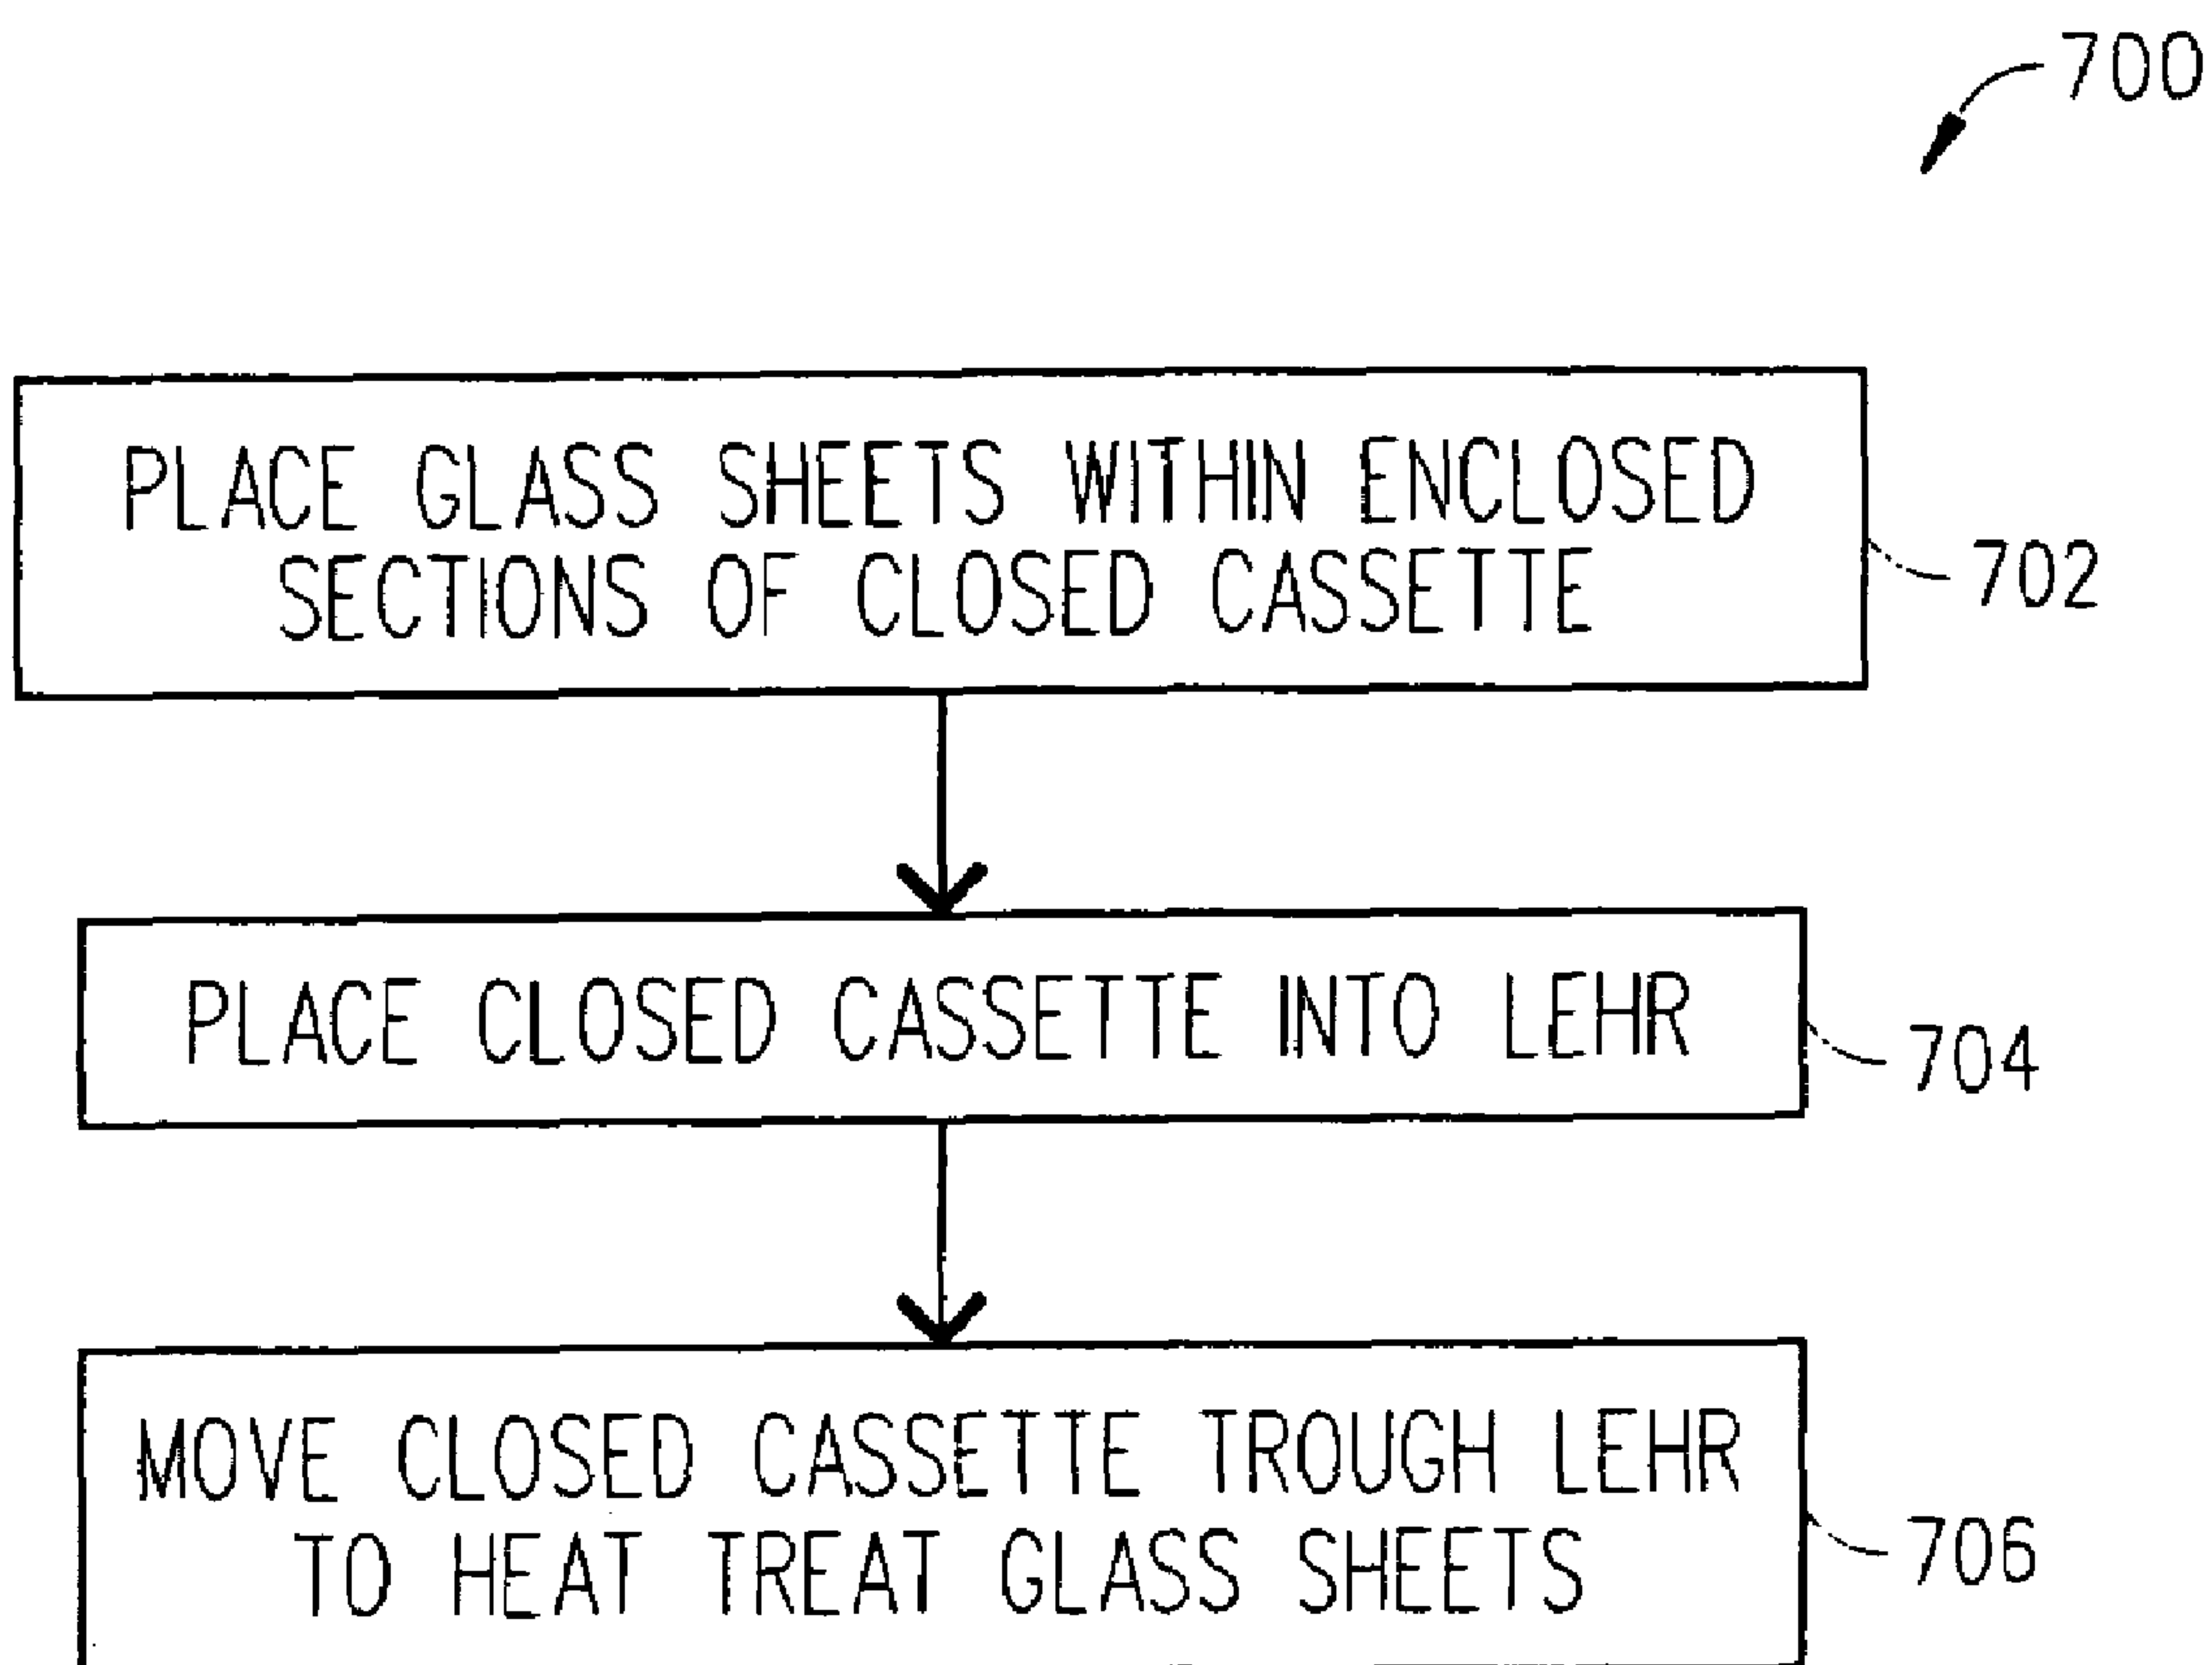 700
PLACE GLASS SHEETS WITHIN ENCLOSED
SECTIONS OF CLOSED CASSETTE
702
PLACE CLOSED CASSETTE INTO LEHR
704
MOVE CLOSED CASSETTE TROUGH LEHR
TO HEAT TREAT GLASS SHEETS
706